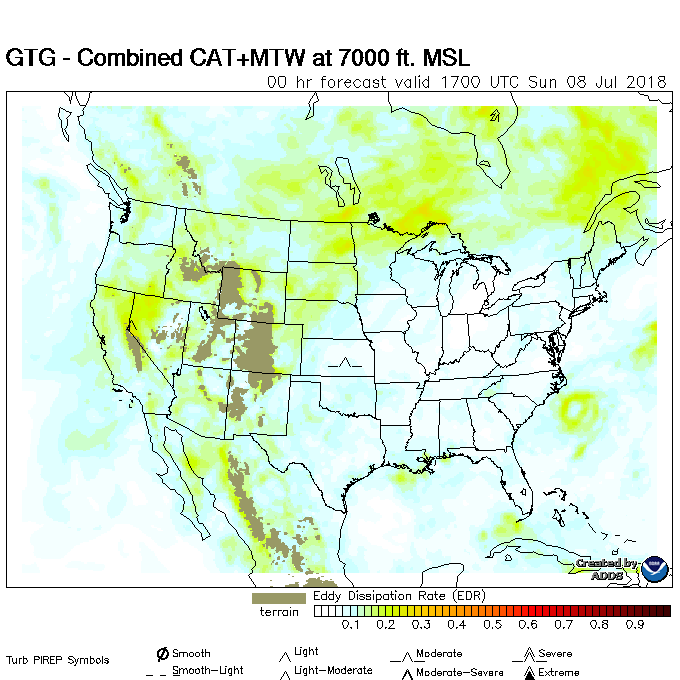 GTG - Combined CAT+MTW at 7000 ft. MSL
00 hr forecast valid 1700 UTC Sun 08 Jul 2018
Created by
ADDS
NOAA
Eddy Dissipation Rate (EDR)
terrain
0.1 0.2 0.3 0.4 0.5 0.6 0.7 0.8 0.9
Turb PIREP Symbols
Smooth Light Moderate Severe
Smooth-Light Light-Moderate Moderate-Severe Extreme